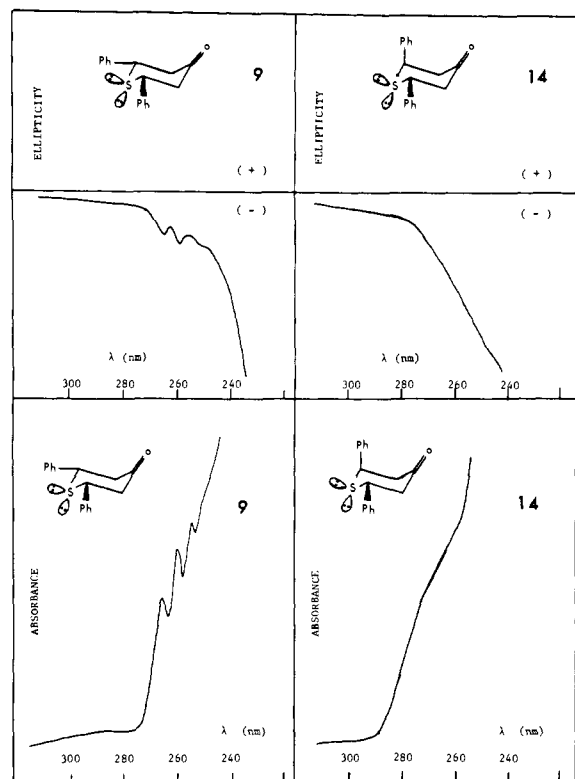 Ph
O
S
Ph
9
ELLIPTICITY
(+)
(-)
λ (nm)
300 280 260 240
Ph
O
S
Ph
14
ELLIPTICITY
(+)
(-)
λ (nm)
300 280 260 240
Ph
O
S
Ph
9
ABSORBANCE
λ (nm)
300 280 260 240
Ph
O
S
Ph
14
ABSORBANCE
λ (nm)
300 280 260 240